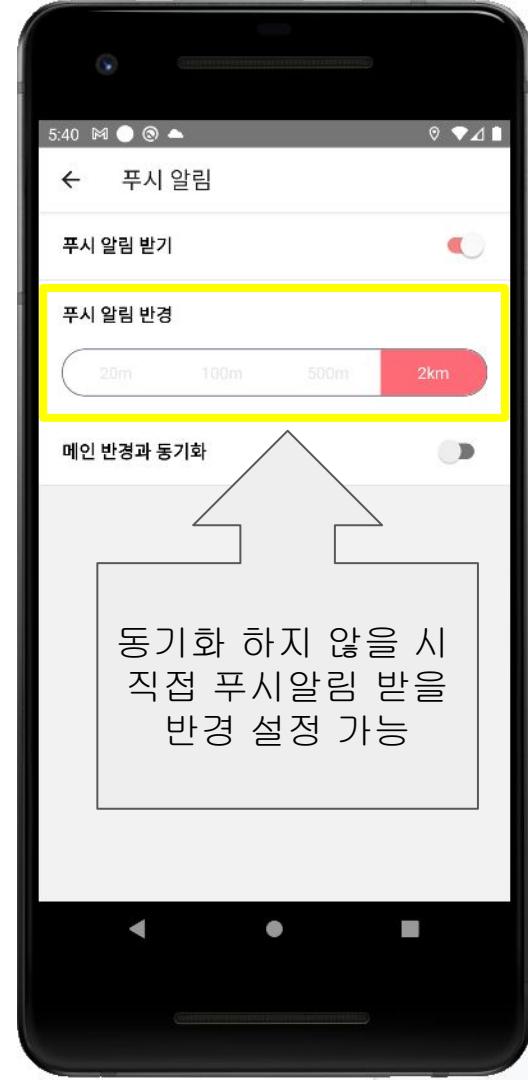 5:40
푸시 알림
푸시 알림 받기
푸시 알림 반경
20m 100m 500m 2km
메인 반경과 동기화
동기화 하지 않을 시
직접 푸시알림 받을
반경 설정 가능